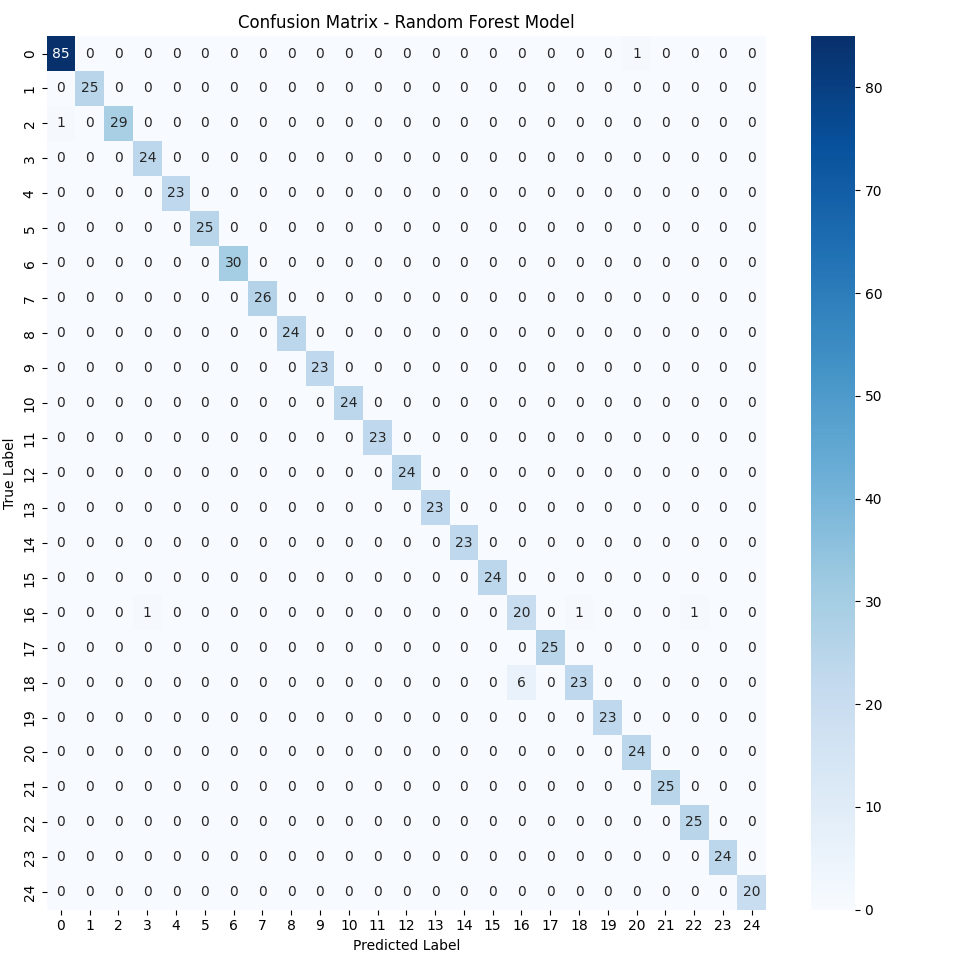 Confusion Matrix - Random Forest Model
0 85 0 0 0 0 0 0 0 0 0 0 0 0 0 0 0 0 0 0 0 1 0 0 0 0
1 0 25 0 0 0 0 0 0 0 0 0 0 0 0 0 0 0 0 0 0 0 0 0 0 0
2 1 0 29 0 0 0 0 0 0 0 0 0 0 0 0 0 0 0 0 0 0 0 0 0 0
3 0 0 0 24 0 0 0 0 0 0 0 0 0 0 0 0 0 0 0 0 0 0 0 0 0
4 0 0 0 0 23 0 0 0 0 0 0 0 0 0 0 0 0 0 0 0 0 0 0 0 0
5 0 0 0 0 0 25 0 0 0 0 0 0 0 0 0 0 0 0 0 0 0 0 0 0 0
6 0 0 0 0 0 0 30 0 0 0 0 0 0 0 0 0 0 0 0 0 0 0 0 0 0
7 0 0 0 0 0 0 0 26 0 0 0 0 0 0 0 0 0 0 0 0 0 0 0 0 0
8 0 0 0 0 0 0 0 0 24 0 0 0 0 0 0 0 0 0 0 0 0 0 0 0 0
9 0 0 0 0 0 0 0 0 0 23 0 0 0 0 0 0 0 0 0 0 0 0 0 0 0
10 0 0 0 0 0 0 0 0 0 0 24 0 0 0 0 0 0 0 0 0 0 0 0 0 0
11 0 0 0 0 0 0 0 0 0 0 0 23 0 0 0 0 0 0 0 0 0 0 0 0 0
12 0 0 0 0 0 0 0 0 0 0 0 0 24 0 0 0 0 0 0 0 0 0 0 0 0
13 0 0 0 0 0 0 0 0 0 0 0 0 0 23 0 0 0 0 0 0 0 0 0 0 0
14 0 0 0 0 0 0 0 0 0 0 0 0 0 0 23 0 0 0 0 0 0 0 0 0 0
15 0 0 0 0 0 0 0 0 0 0 0 0 0 0 0 24 0 0 0 0 0 0 0 0 0
16 0 0 0 1 0 0 0 0 0 0 0 0 0 0 0 0 20 0 1 0 0 0 1 0 0
17 0 0 0 0 0 0 0 0 0 0 0 0 0 0 0 0 0 25 0 0 0 0 0 0 0
18 0 0 0 0 0 0 0 0 0 0 0 0 0 0 0 0 6 0 23 0 0 0 0 0 0
19 0 0 0 0 0 0 0 0 0 0 0 0 0 0 0 0 0 0 0 23 0 0 0 0 0
20 0 0 0 0 0 0 0 0 0 0 0 0 0 0 0 0 0 0 0 0 24 0 0 0 0
21 0 0 0 0 0 0 0 0 0 0 0 0 0 0 0 0 0 0 0 0 0 25 0 0 0
22 0 0 0 0 0 0 0 0 0 0 0 0 0 0 0 0 0 0 0 0 0 0 25 0 0
23 0 0 0 0 0 0 0 0 0 0 0 0 0 0 0 0 0 0 0 0 0 0 0 24 0
24 0 0 0 0 0 0 0 0 0 0 0 0 0 0 0 0 0 0 0 0 0 0 0 0 20
0 1 2 3 4 5 6 7 8 9 10 11 12 13 14 15 16 17 18 19 20 21 22 23 24
True Label
Predicted Label
80
70
60
50
40
30
20
10
0